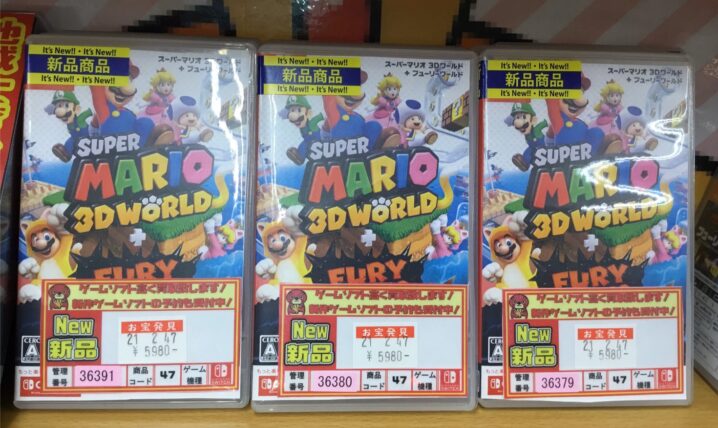 It's New!! • It's New!!
新品商品
It's New!! • It's New!!
スーパーマリオ 3Dワールド
+ フューリーワールド
SUPER
MARIO
3D WORLD
+
FURY
ゲームソフト高く買取致します!
新作ゲームソフトの予約も受付中!
New
新品
お宝発見
21 2 47
¥5980-
CERO
A
管理
番号
36391
商品
コード
47
ゲーム
機種
SWITCH
It's New!! • It's New!!
新品商品
It's New!! • It's New!!
スーパーマリオ 3Dワールド
+ フューリーワールド
SUPER
MARIO
3D WORLD
+
FURY
ゲームソフト高く買取致します!
新作ゲームソフトの予約も受付中!
New
新品
お宝発見
21 2 47
¥5980-
CERO
A
管理
番号
36380
商品
コード
47
ゲーム
機種
SWITCH
It's New!! • It's New!!
新品商品
It's New!! • It's New!!
スーパーマリオ 3Dワールド
+ フューリーワールド
SUPER
MARIO
3D WORLD
+
FURY
ゲームソフト高く買取致します!
新作ゲームソフトの予約も受付中!
New
新品
お宝発見
21 2 47
¥5980-
CERO
A
管理
番号
36379
商品
コード
47
ゲーム
機種
SWITCH